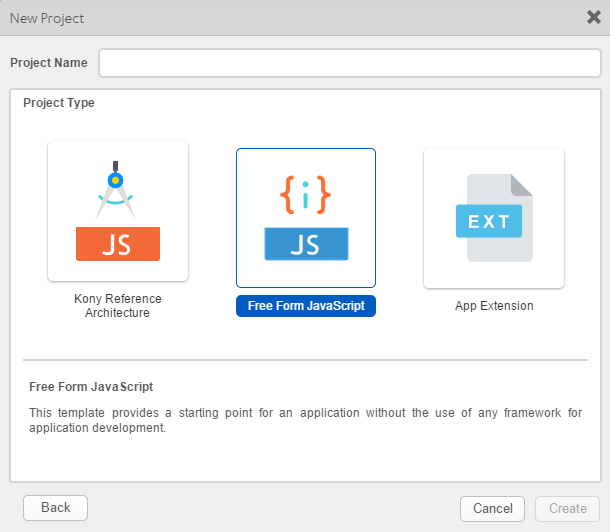 New Project
Project Name
Project Type
JS
{i}
JS
EXT
Kony Reference
Architecture
Free Form JavaScript
App Extension
Free Form JavaScript
This template provides a starting point for an application without the use of any framework for
application development.
Back
Cancel
Create